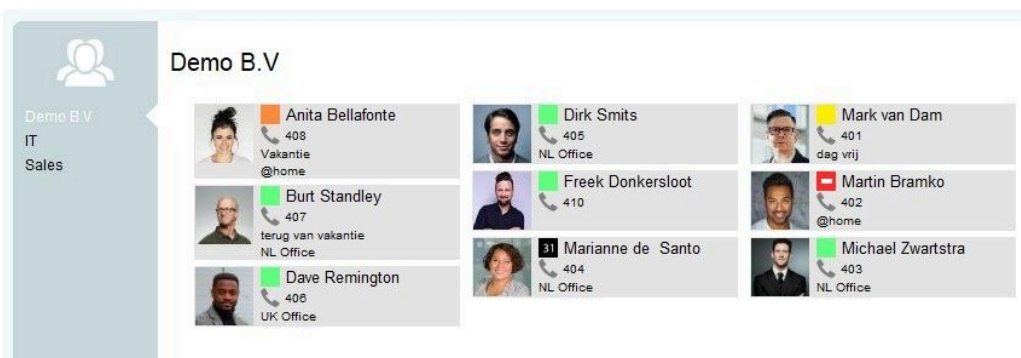 Demo B.V
IT
Sales
Demo B.V
Anita Bellafonte
408
Vakantie
@home
Burt Standley
407
terug van vakantie
NL Office
Dave Remington
406
UK Office
Dirk Smits
405
NL Office
Freek Donkersloot
410
31 Marianne de Santo
404
NL Office
Mark van Dam
401
dag vrij
Martin Bramko
402
@home
Michael Zwartstra
403
NL Office